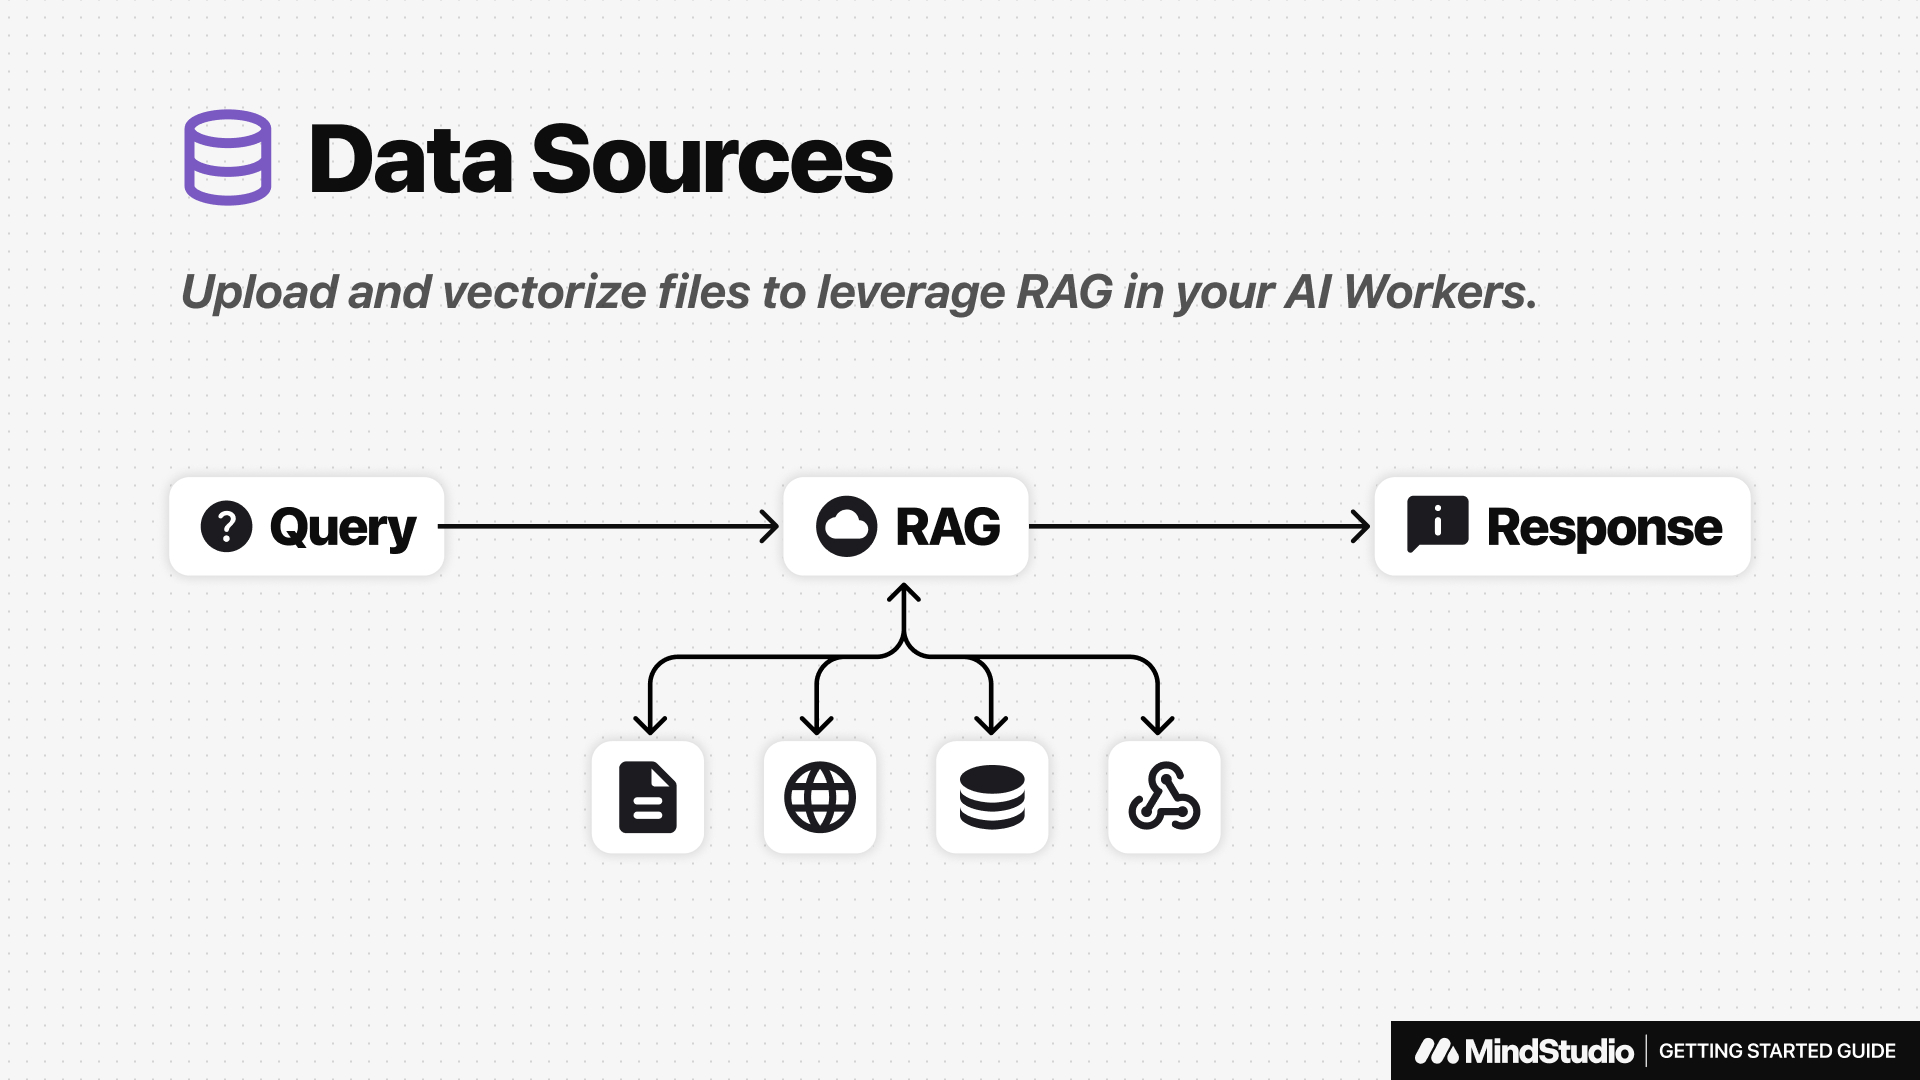 Data Sources
Upload and vectorize files to leverage RAG in your AI Workers.
Query
RAG
Response
MindStudio
GETTING STARTED GUIDE